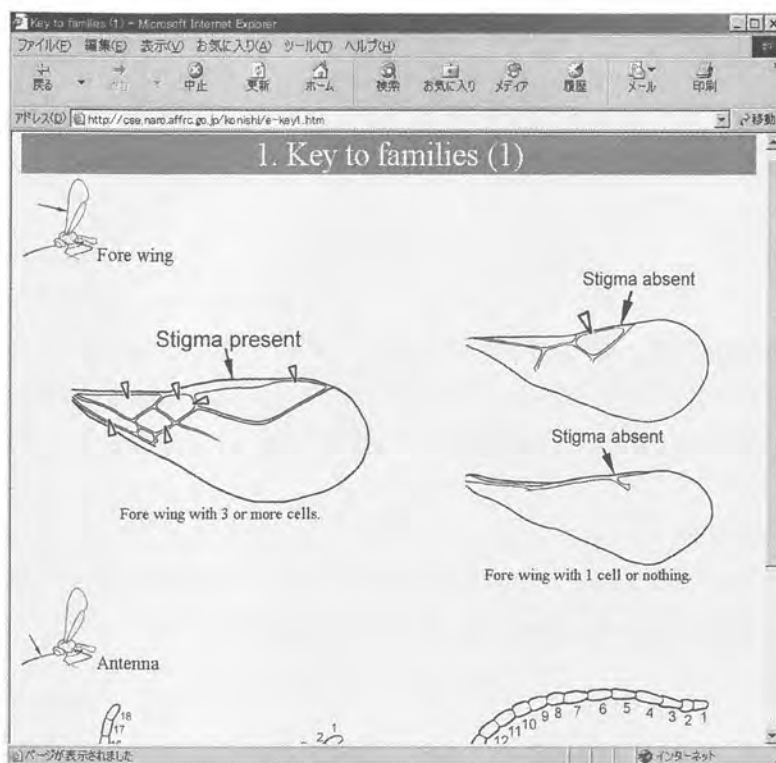 Key to families (1) - Microsoft Internet Explorer
ファイル(F) 編集(E) 表示(V) お気に入り(A) ツール(T) ヘルプ(H)
戻る 中止 更新 ホーム 検索 お気に入り メディア 履歴 メール 印刷
アドレス(D) http://cse.naro.affrc.go.jp/konishi/e-key1.htm 移動
1. Key to families (1)
Fore wing
Stigma absent
Stigma present
Stigma absent
Fore wing with 3 or more cells.
Fore wing with 1 cell or nothing.
Antenna
18
17
2 1
12 11 10 9 8 7 6 5 4 3 2 1
ページが表示されました インターネット